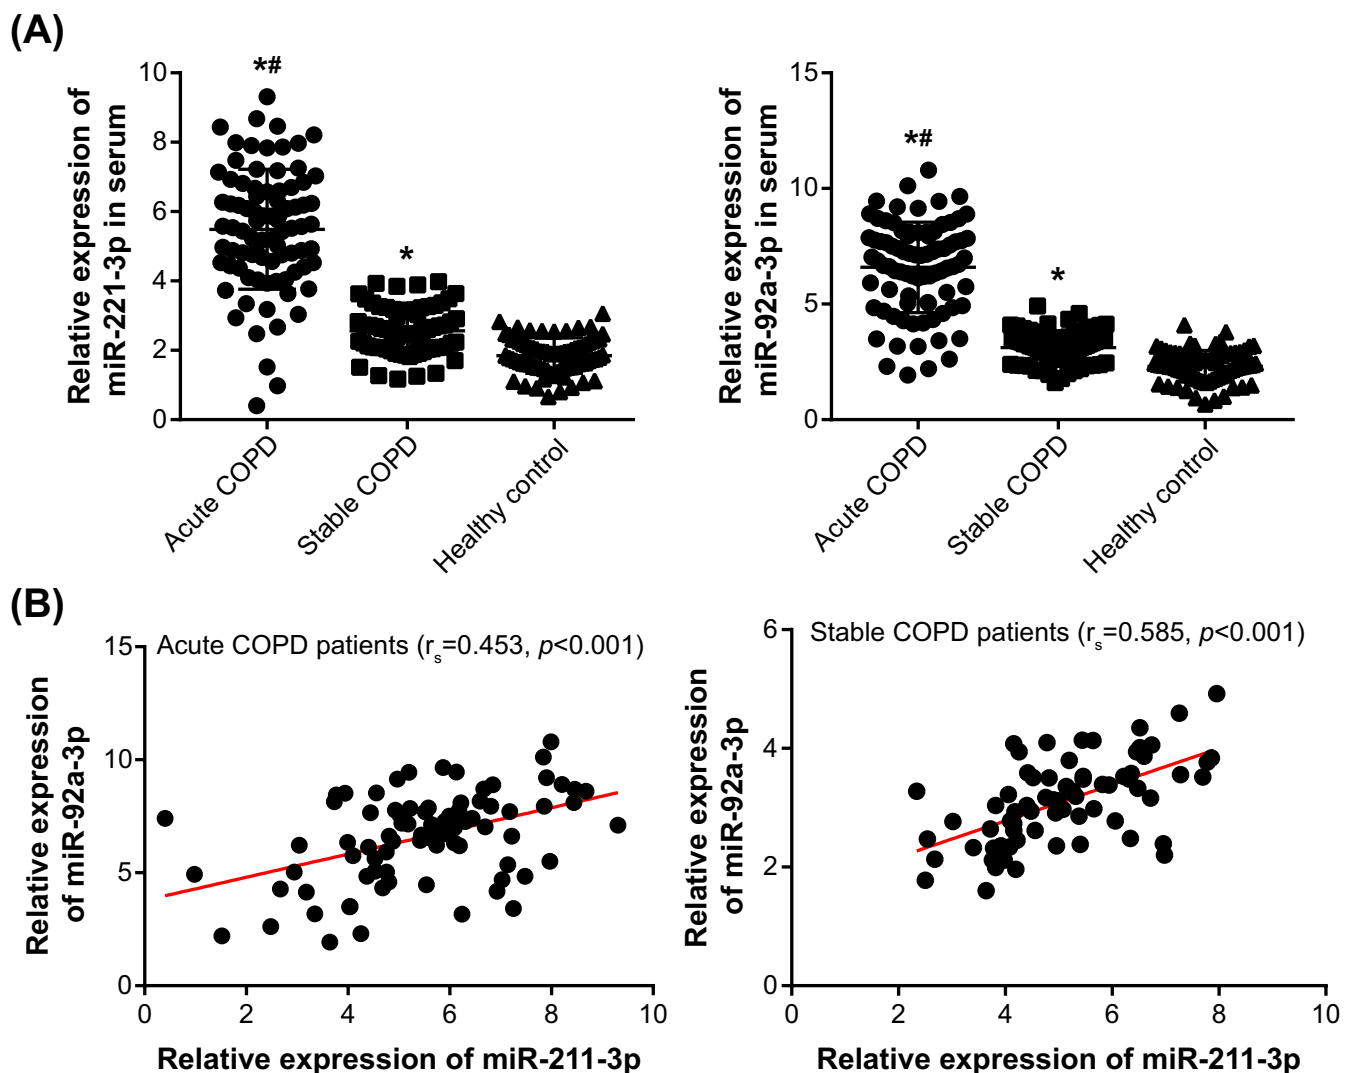 (A)
Relative expression of
miR-221-3p in serum
10
8
6
4
2
0
*#
*
Acute COPD
Stable COPD
Healthy control
Relative expression of
miR-92a-3p in serum
15
10
5
0
*#
*
Acute COPD
Stable COPD
Healthy control
(B)
Relative expression
of miR-92a-3p
15
10
5
0
Acute COPD patients (rs=0.453, p<0.001)
0 2 4 6 8 10
Relative expression of miR-211-3p
Relative expression
of miR-92a-3p
6
4
2
0
Stable COPD patients (rs=0.585, p<0.001)
0 2 4 6 8 10
Relative expression of miR-211-3p